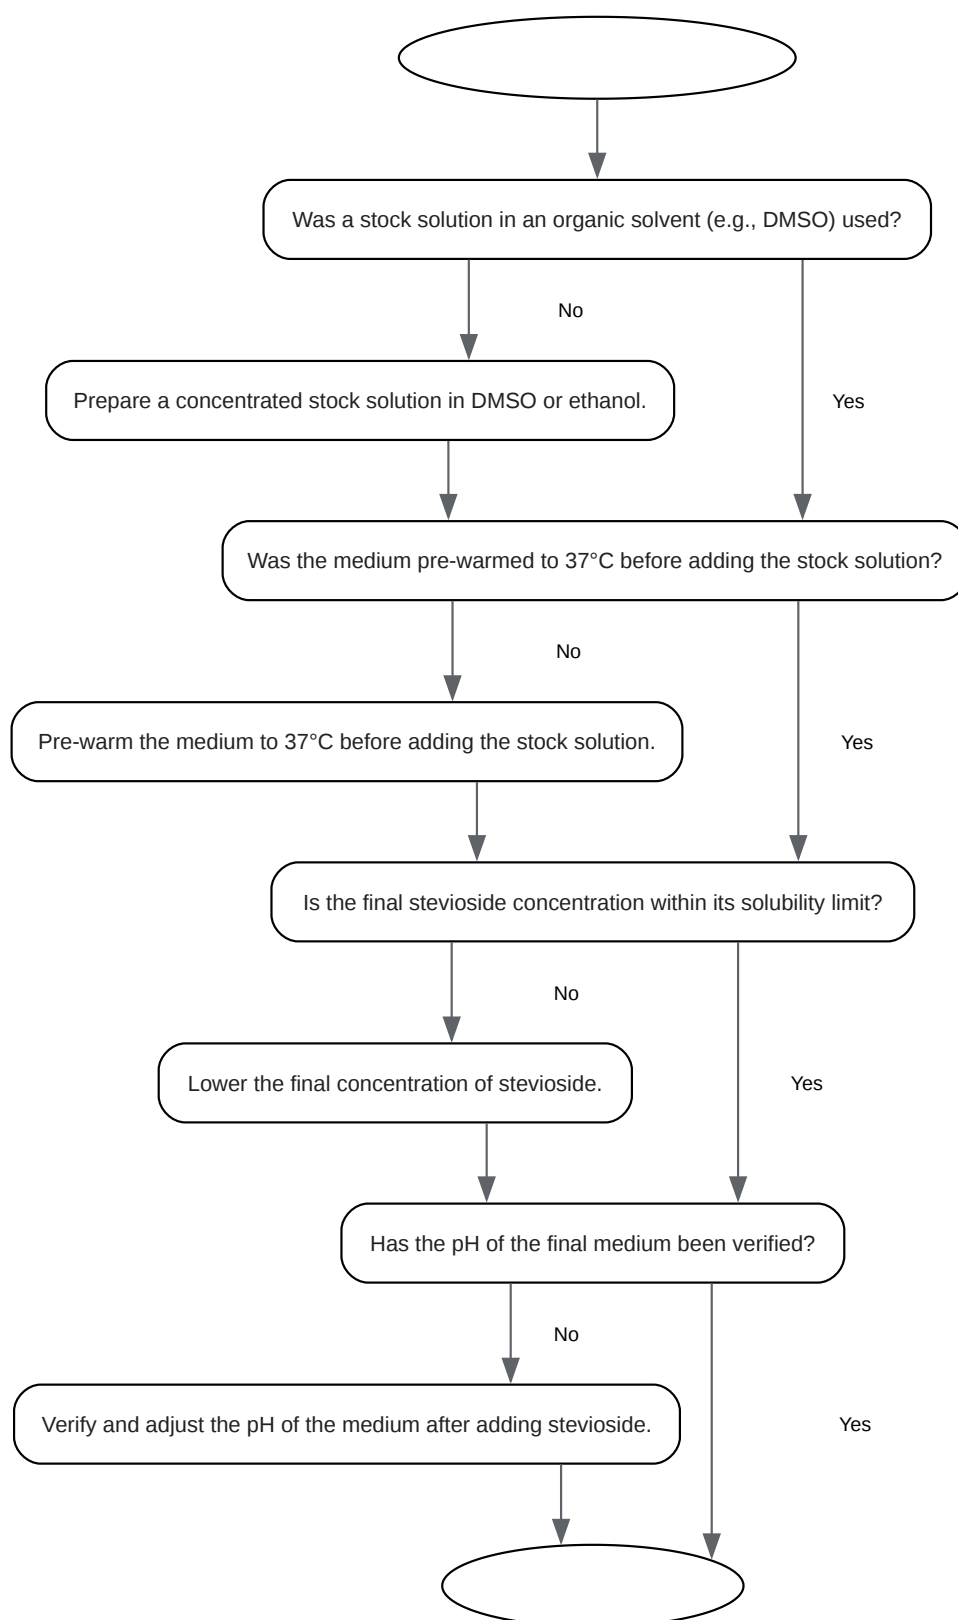 Was a stock solution in an organic solvent (e.g., DMSO) used?
No
Prepare a concentrated stock solution in DMSO or ethanol.
Yes
Was the medium pre-warmed to 37°C before adding the stock solution?
No
Pre-warm the medium to 37°C before adding the stock solution.
Yes
Is the final stevioside concentration within its solubility limit?
No
Lower the final concentration of stevioside.
Yes
Has the pH of the final medium been verified?
No
Verify and adjust the pH of the medium after adding stevioside.
Yes